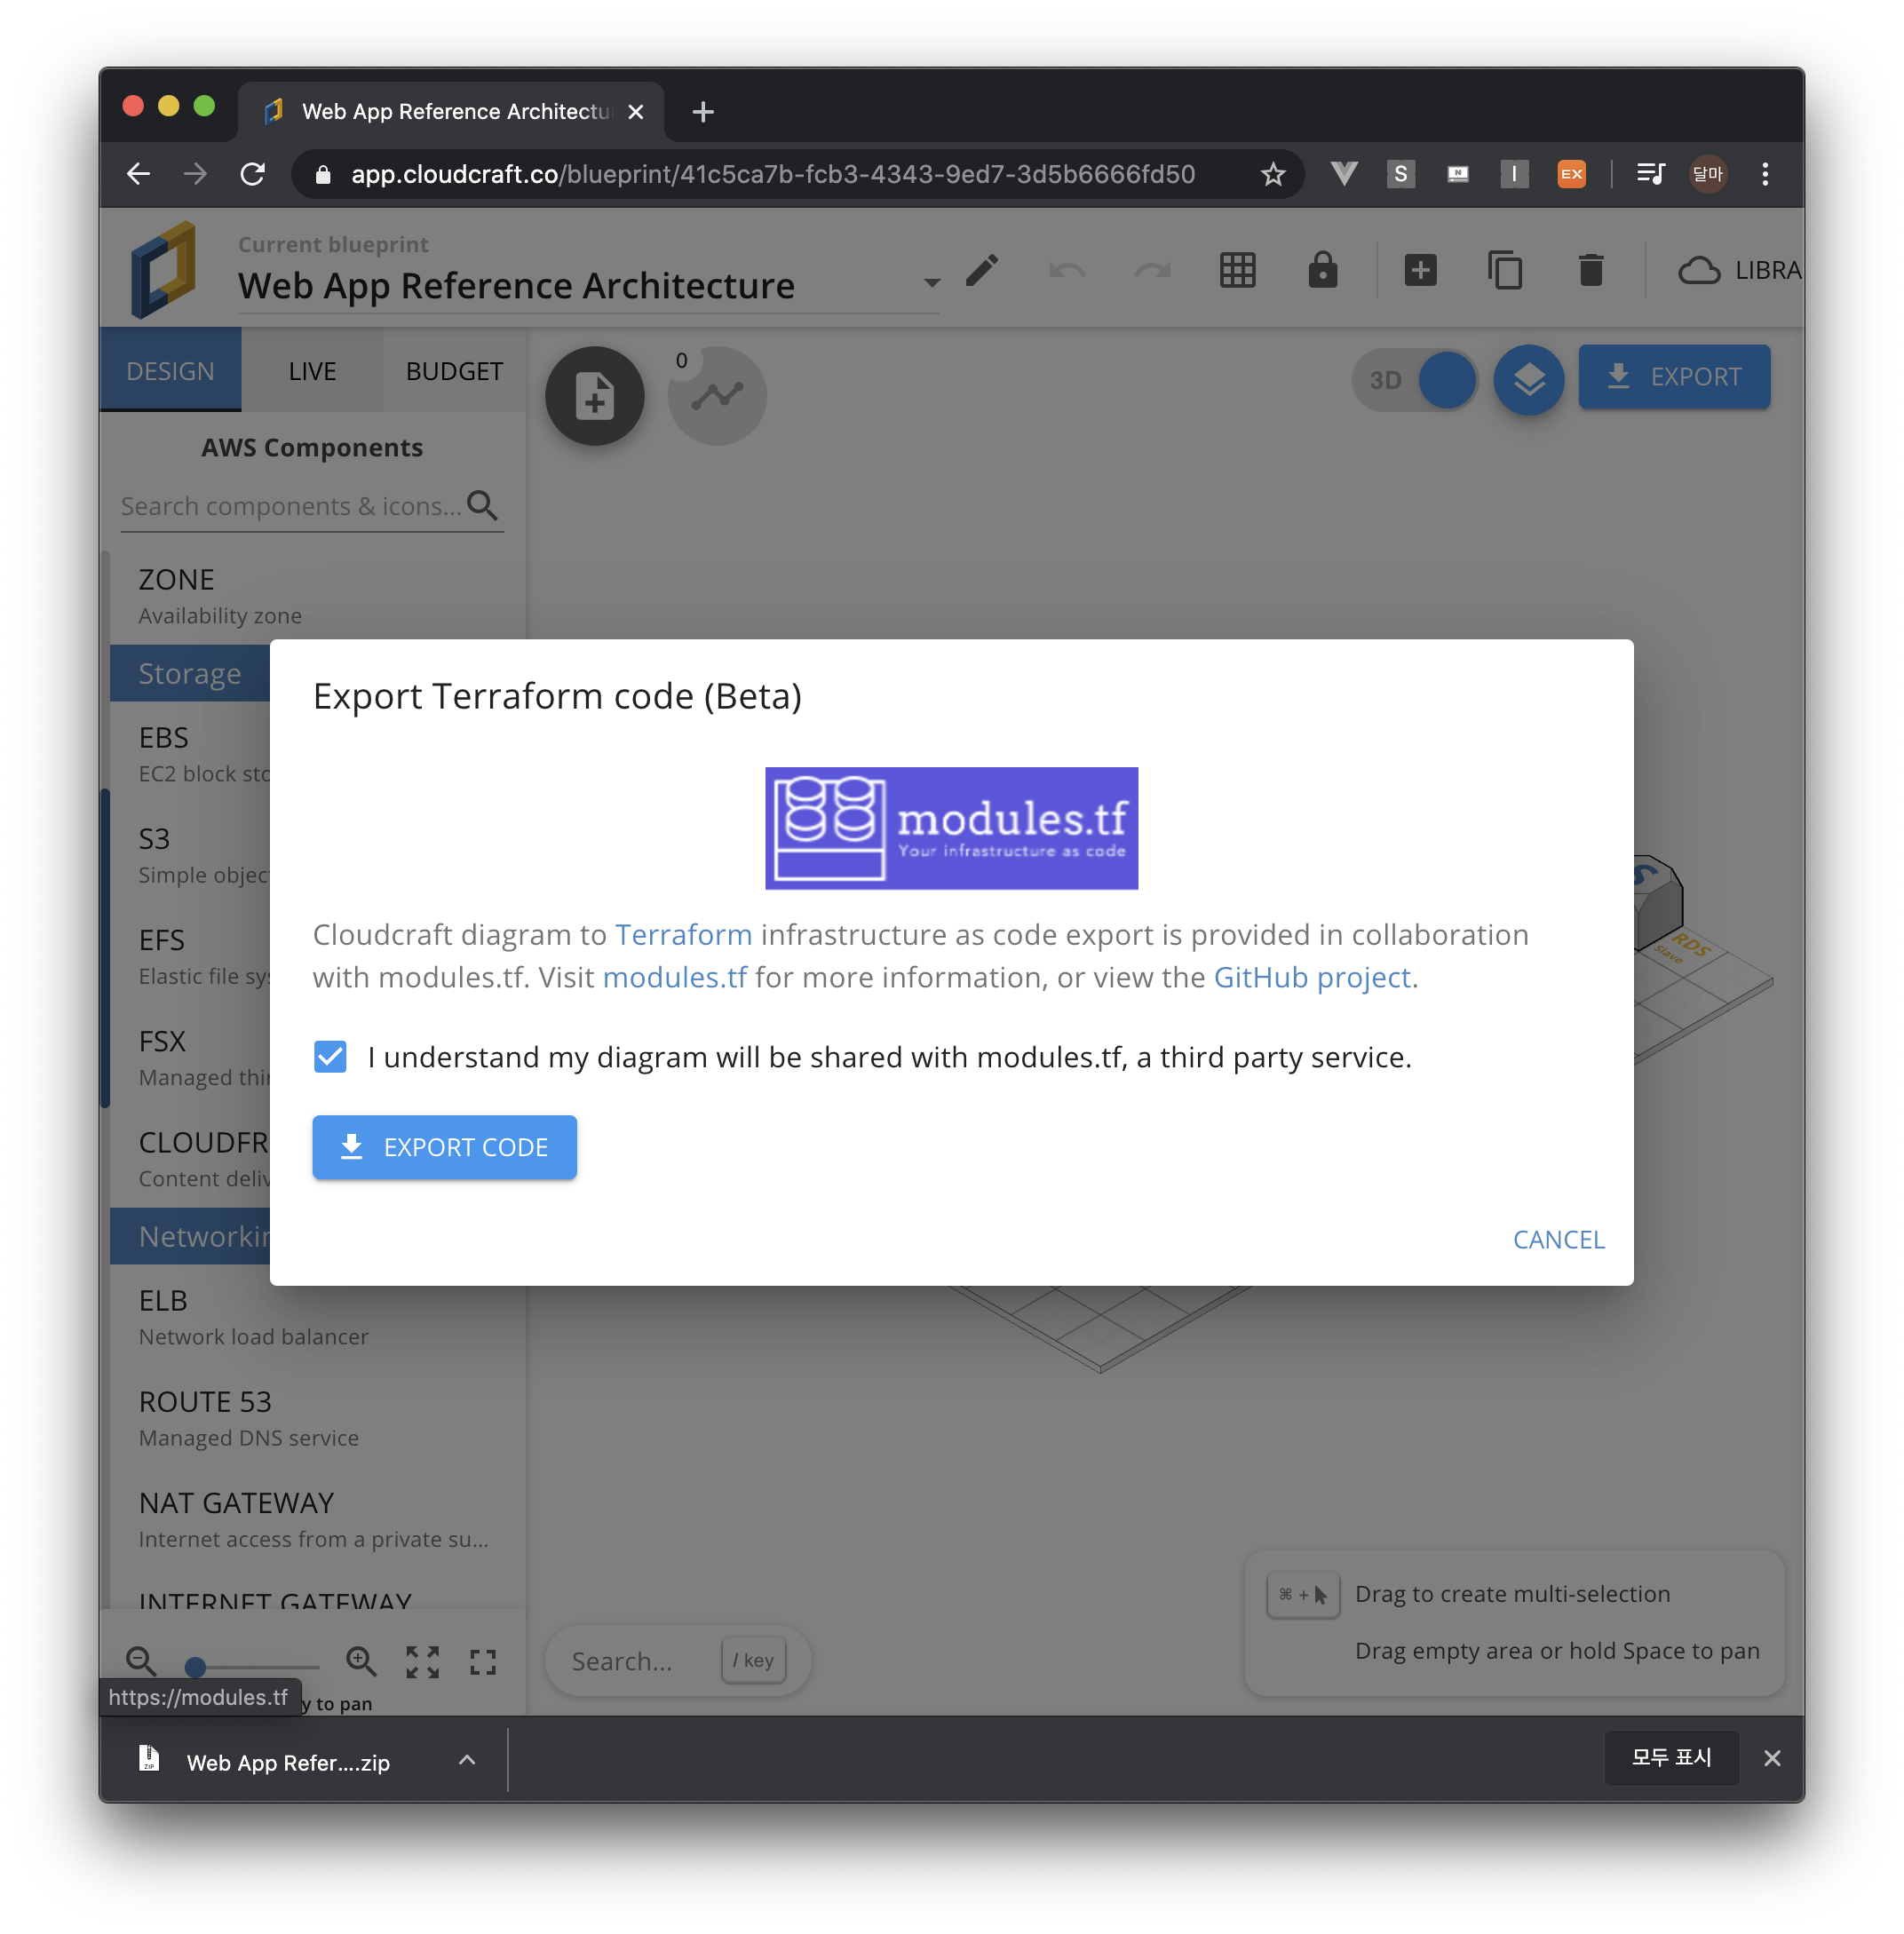 Web App Reference Architectu
app.cloudcraft.co/blueprint/41c5ca7b-fcb3-4343-9ed7-3d5b6666fd50
S
N
I
EX
달마
Current blueprint
Web App Reference Architecture
LIBRA
DESIGN
LIVE
BUDGET
0
3D
EXPORT
AWS Components
Search components & icons...
ZONE
Availability zone
Storage
EBS
EC2 block sto
S3
Simple objec
EFS
Elastic file sys
FSX
Managed thir
CLOUDFR
Content deliv
Networkin
ELB
Network load balancer
ROUTE 53
Managed DNS service
NAT GATEWAY
Internet access from a private su...
INTERNET GATEWAY
Export Terraform code (Beta)
modules.tf
Your infrastructure as code
Cloudcraft diagram to Terraform infrastructure as code export is provided in collaboration
with modules.tf. Visit modules.tf for more information, or view the GitHub project.
I understand my diagram will be shared with modules.tf, a third party service.
EXPORT CODE
CANCEL
S
RDS
Slave
⌘ +
Drag to create multi-selection
Drag empty area or hold Space to pan
Search...
/ key
https://modules.tf
y to pan
ZIP
Web App Refer....zip
모두 표시